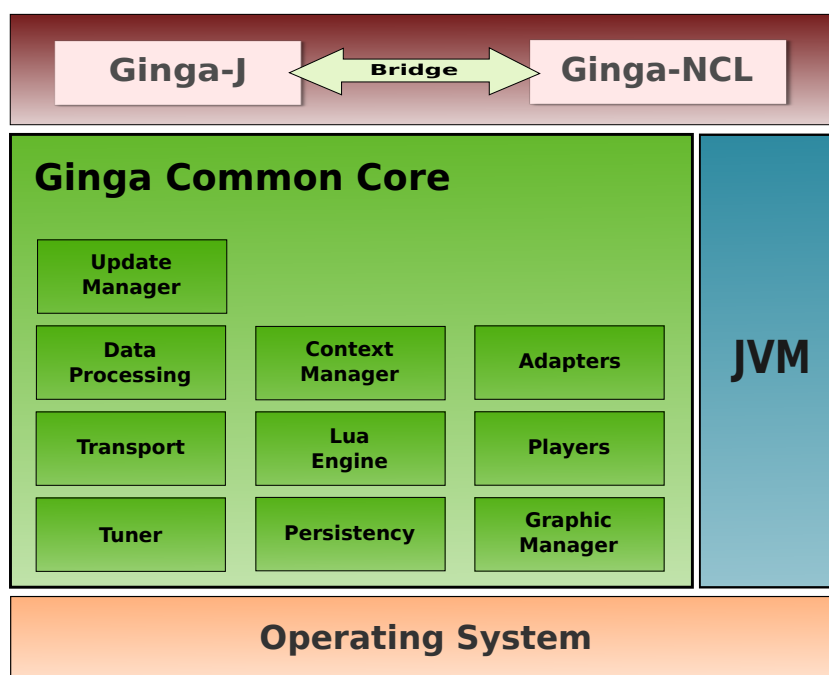 Ginga-J
Bridge
Ginga-NCL
Ginga Common Core
Update
Manager
Data
Processing
Context
Manager
Adapters
Transport
Lua
Engine
Players
Tuner
Persistency
Graphic
Manager
JVM
Operating System